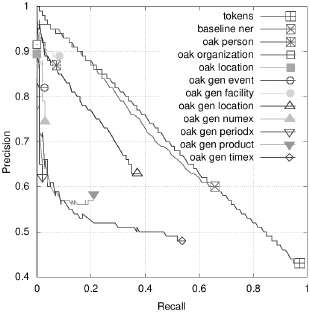 1
0.9
0.8
0.7
0.6
0.5
0.4
Precision
0
0.2
0.4
0.6
0.8
1
Recall
tokens
baseline ner
oak person
oak organization
oak location
oak gen event
oak gen facility
oak gen location
oak gen numex
oak gen periodx
oak gen product
oak gen timex